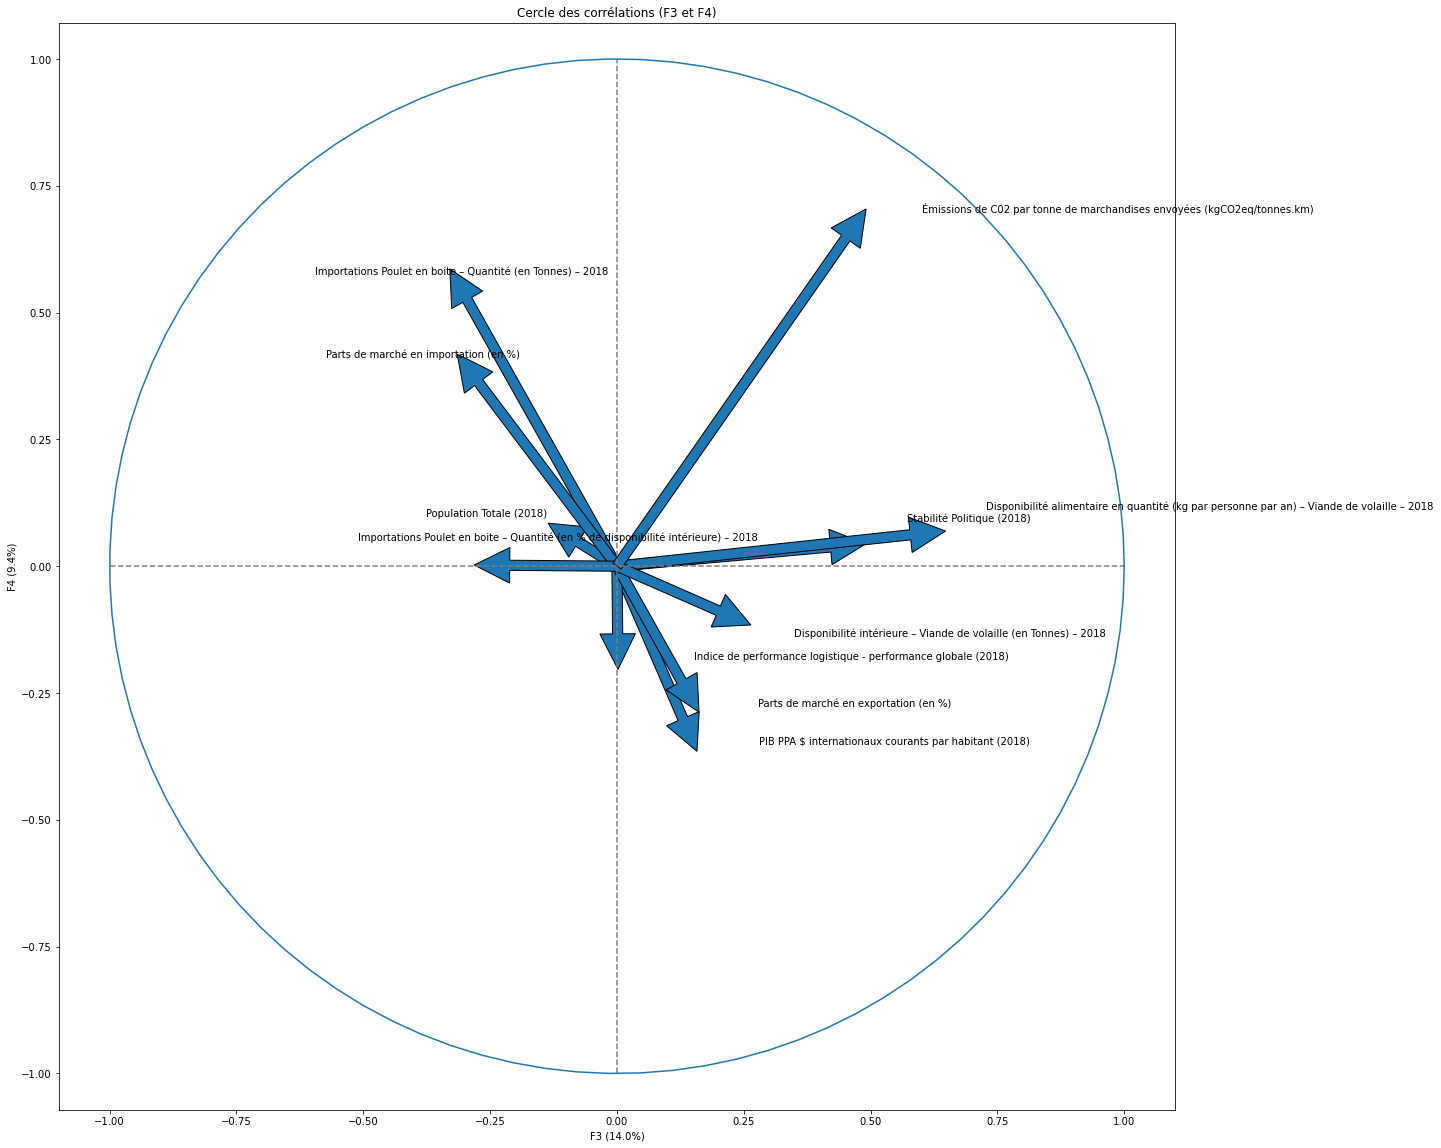 Cercle des corrélations (F3 et F4)
1.00
0.75
Émissions de C02 par tonne de marchandises envoyées (kgCO2eq/tonnes.km)
Importations Poulet en boite – Quantité (en Tonnes) – 2018
0.50
Parts de marché en importation (en %)
0.25
Disponibilité alimentaire en quantité (kg par personne par an) – Viande de volaille – 2018
Population Totale (2018)
Stabilité Politique (2018)
Importations Poulet en boite – Quantité (en % de disponibilité intérieure) – 2018
F4 (9.4%)
0.00
Disponibilité intérieure – Viande de volaille (en Tonnes) – 2018
Indice de performance logistique - performance globale (2018)
−0.25
Parts de marché en exportation (en %)
PIB PPA $ internationaux courants par habitant (2018)
−0.50
−0.75
−1.00
−1.00 −0.75 −0.50 −0.25 0.00 0.25 0.50 0.75 1.00
F3 (14.0%)